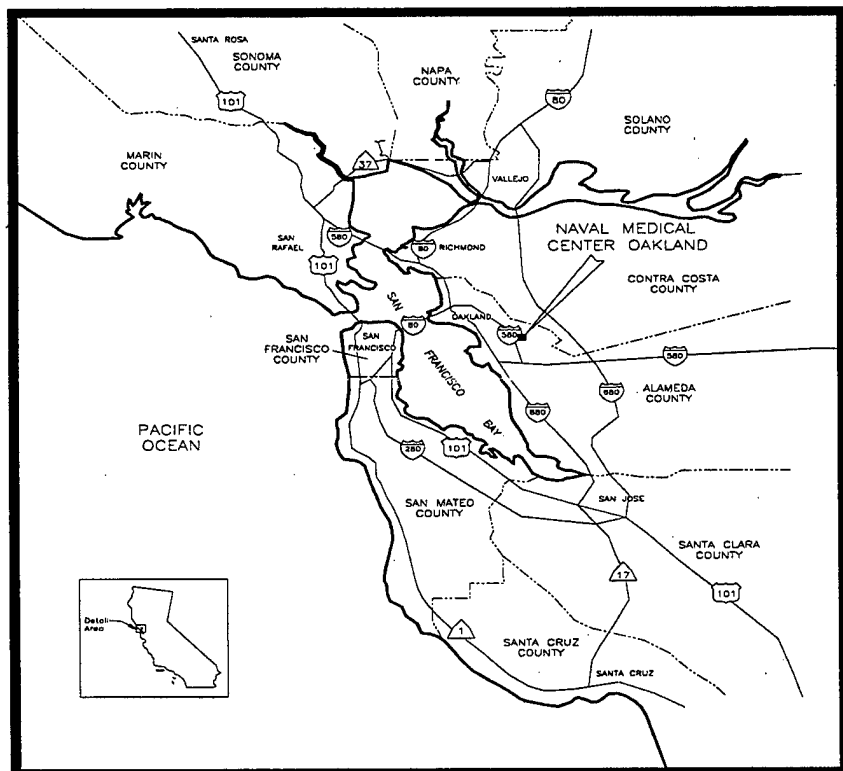 SANTA ROSA
SONOMA
COUNTY
101
NAPA
COUNTY
80
SOLANO
COUNTY
MARIN
COUNTY
37
VALLEJO
NAVAL MEDICAL
CENTER OAKLAND
SAN
RAFAEL
580
101
80
RICHMOND
CONTRA COSTA
COUNTY
SAN
FRANCISCO
BAY
OAKLAND
80
580
SAN
FRANCISCO
COUNTY
SAN
FRANCISCO
580
680
ALAMEDA
COUNTY
880
PACIFIC
OCEAN
280
101
SAN MATEO
COUNTY
SAN JOSE
SANTA CLARA
COUNTY
17
101
Detail
Area
1
SANTA CRUZ
COUNTY
SANTA CRUZ